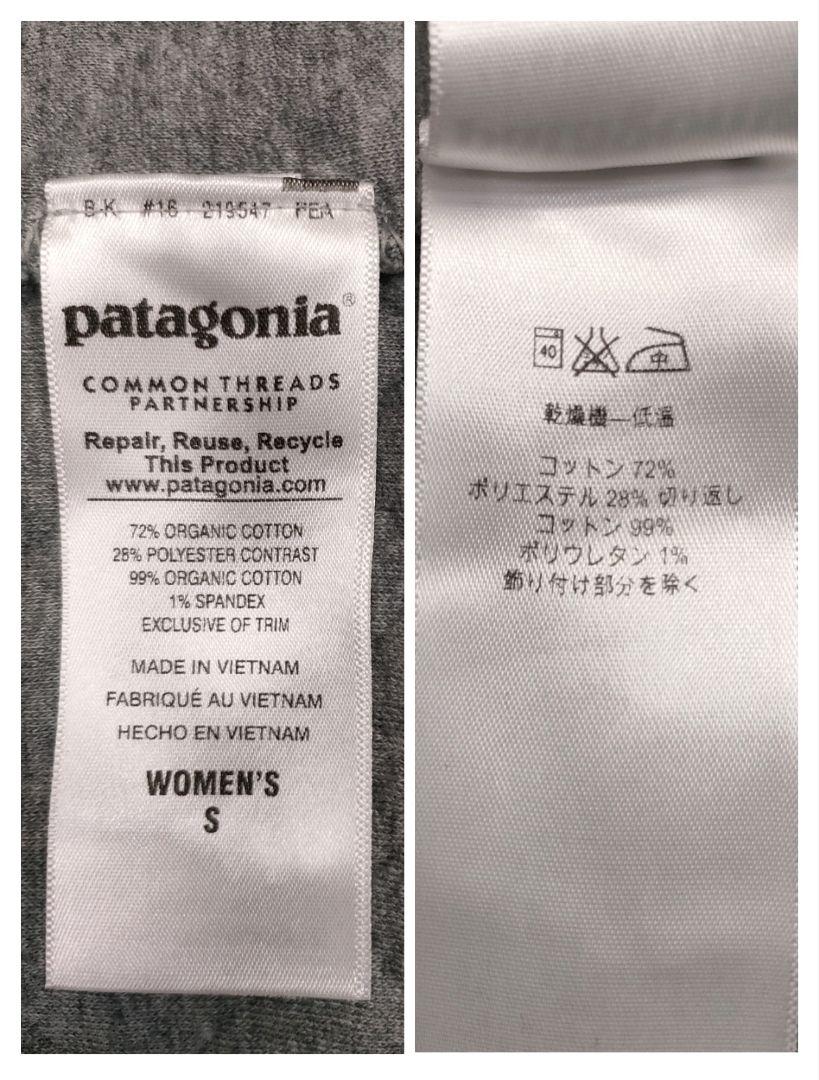 B-K #16 219547 FEA
patagonia®
COMMON THREADS
PARTNERSHIP
Repair, Reuse, Recycle
This Product
www.patagonia.com
72% ORGANIC COTTON
28% POLYESTER CONTRAST
99% ORGANIC COTTON
1% SPANDEX
EXCLUSIVE OF TRIM
MADE IN VIETNAM
FABRIQUÉ AU VIETNAM
HECHO EN VIETNAM
WOMEN'S
S
40 中
乾燥機—低温
コットン 72%
ポリエステル 28% 切り返し
コットン 99%
ポリウレタン 1%
飾り付け部分を除く